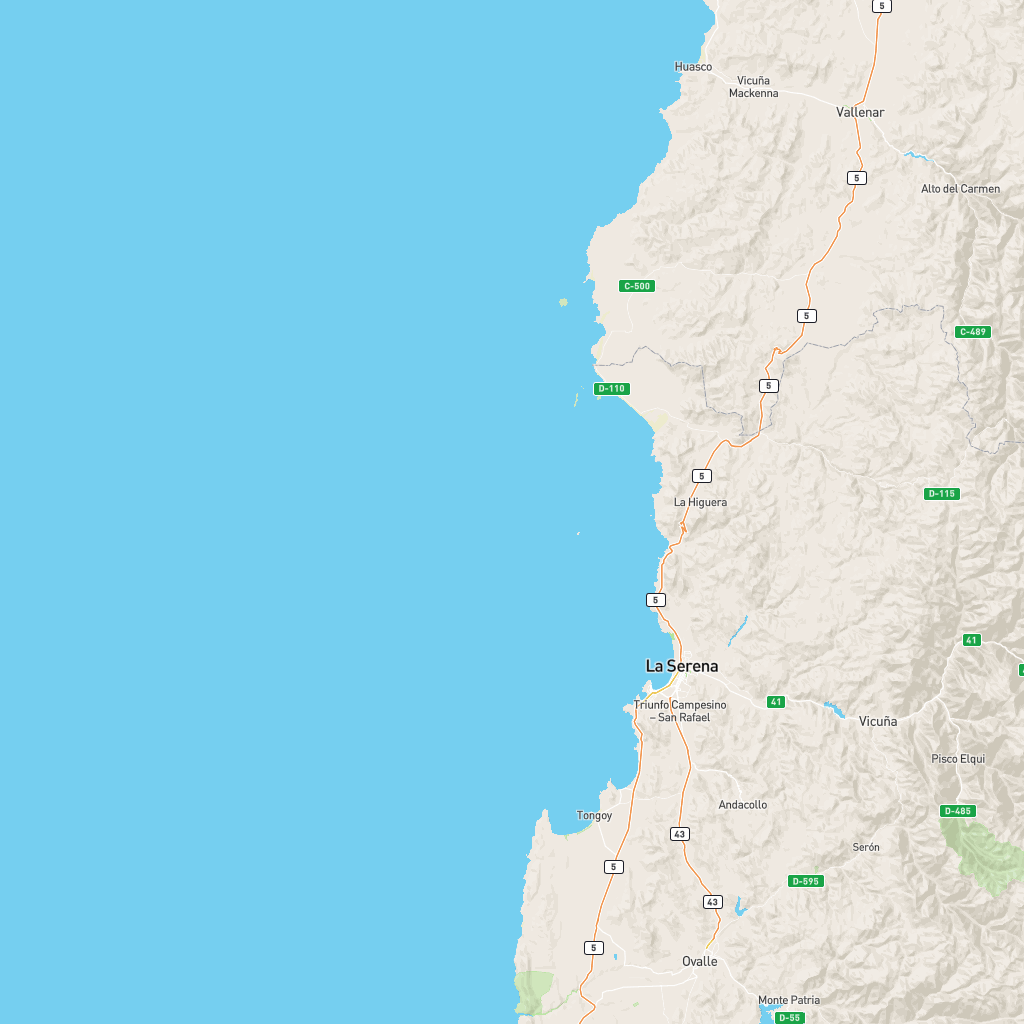 5
Huasco
Vicuña
Mackenna
Vallenar
5
Alto del Carmen
C-500
5
C-489
5
D-110
5
D-115
La Higuera
5
41
La Serena
41
Triunfo Campesino
– San Rafael
Vicuña
Pisco Elqui
Andacollo
D-485
Tongoy
43
Serón
5
D-595
43
5
Ovalle
Monte Patria
D-55